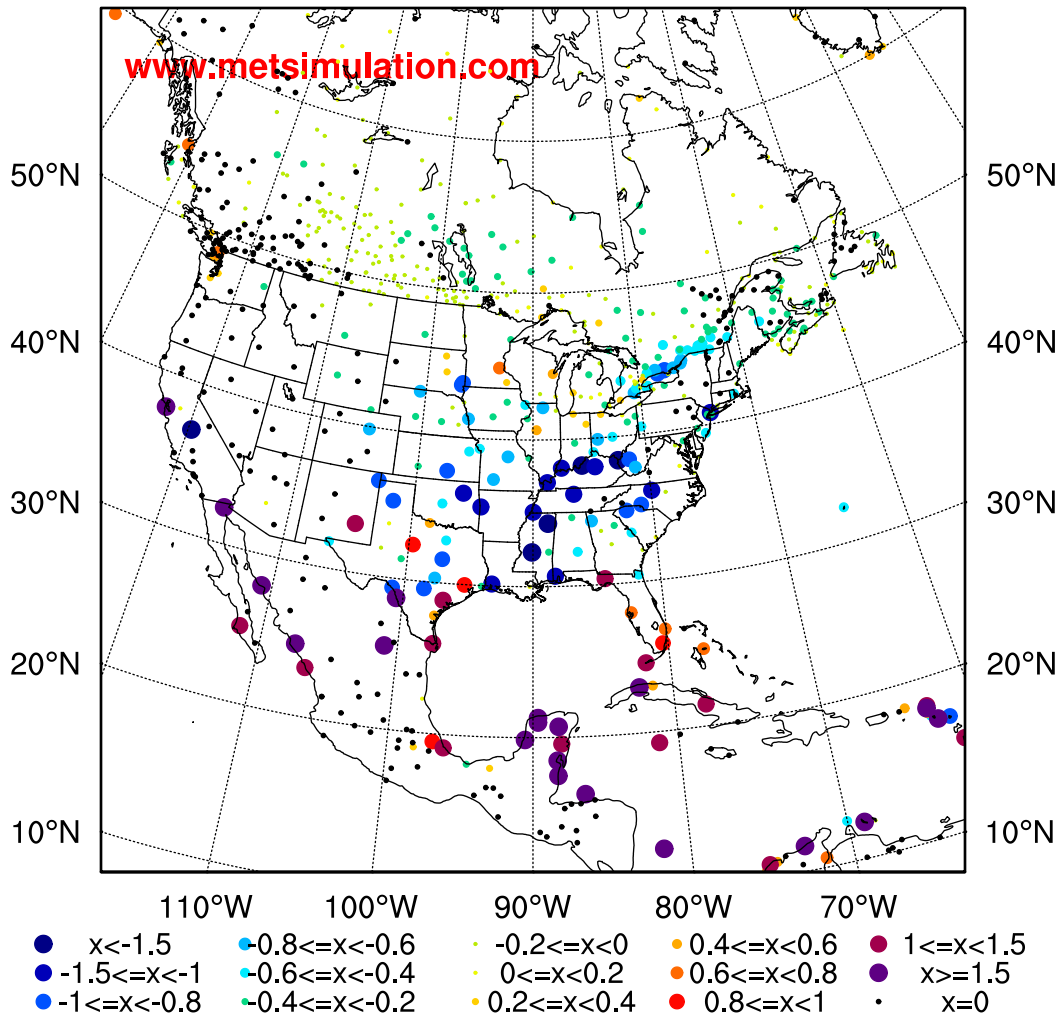 www.metsimulation.com
50°N 50°N
40°N 40°N
30°N 30°N
20°N 20°N
10°N 10°N
110°W 100°W 90°W 80°W 70°W
x<-1.5 -0.8<=x<-0.6 -0.2<=x<0 0.4<=x<0.6 1<=x<1.5
-1.5<=x<-1 -0.6<=x<-0.4 0<=x<0.2 0.6<=x<0.8 x>=1.5
-1<=x<-0.8 -0.4<=x<-0.2 0.2<=x<0.4 0.8<=x<1 x=0